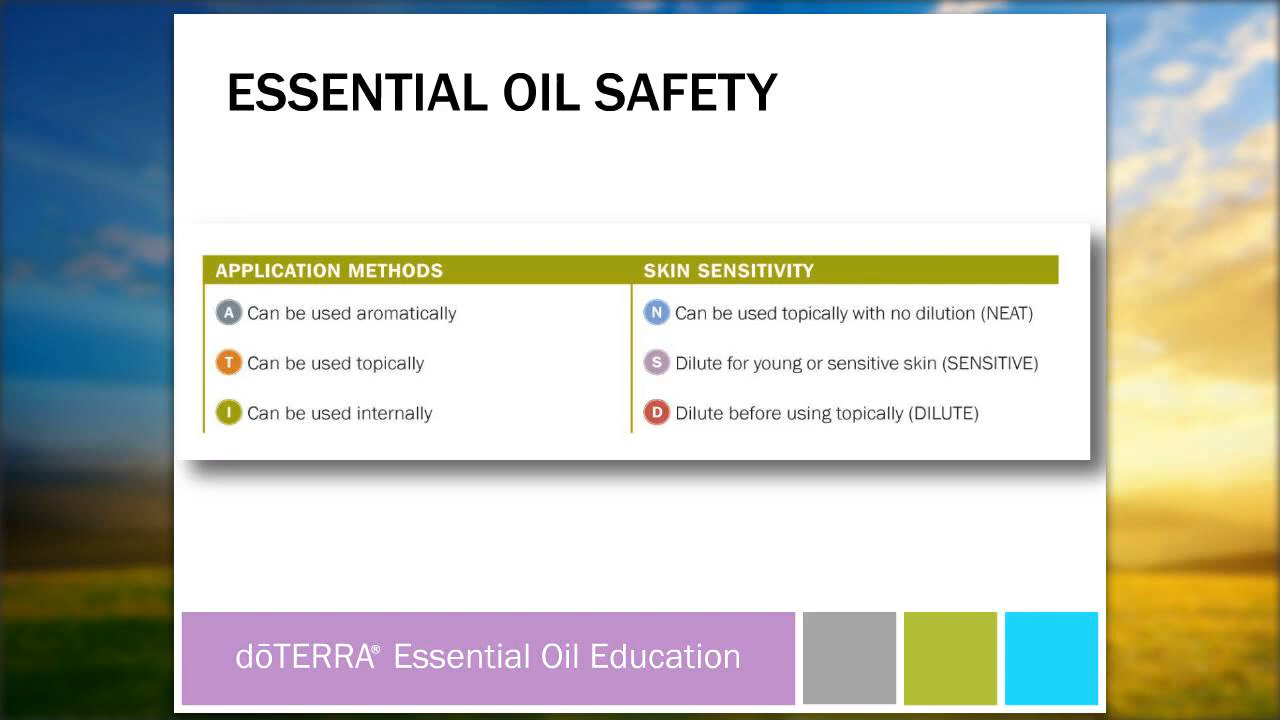 ESSENTIAL OIL SAFETY
APPLICATION METHODS
A Can be used aromatically
T Can be used topically
I Can be used internally
SKIN SENSITIVITY
N Can be used topically with no dilution (NEAT)
S Dilute for young or sensitive skin (SENSITIVE)
D Dilute before using topically (DILUTE)
dōTERRA® Essential Oil Education